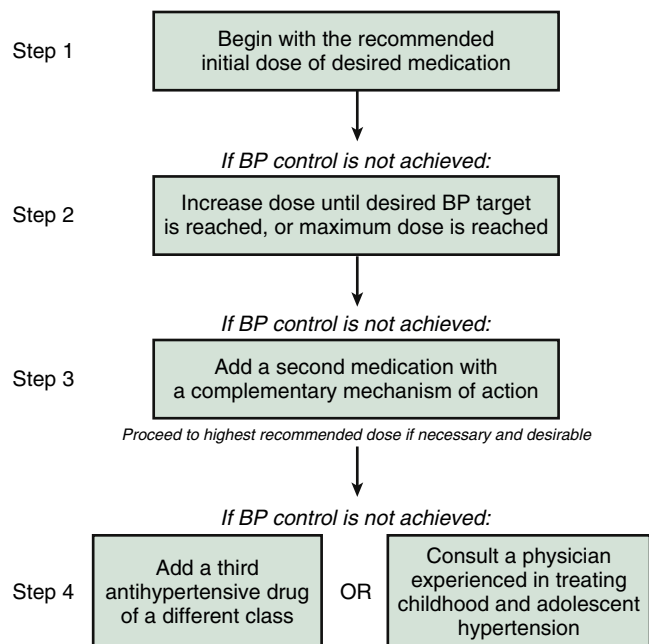 Step 1
Begin with the recommended
initial dose of desired medication
If BP control is not achieved:
Step 2
Increase dose until desired BP target
is reached, or maximum dose is reached
If BP control is not achieved:
Step 3
Add a second medication with
a complementary mechanism of action
Proceed to highest recommended dose if necessary and desirable
If BP control is not achieved:
Step 4
Add a third
antihypertensive drug
of a different class
OR
Consult a physician
experienced in treating
childhood and adolescent
hypertension